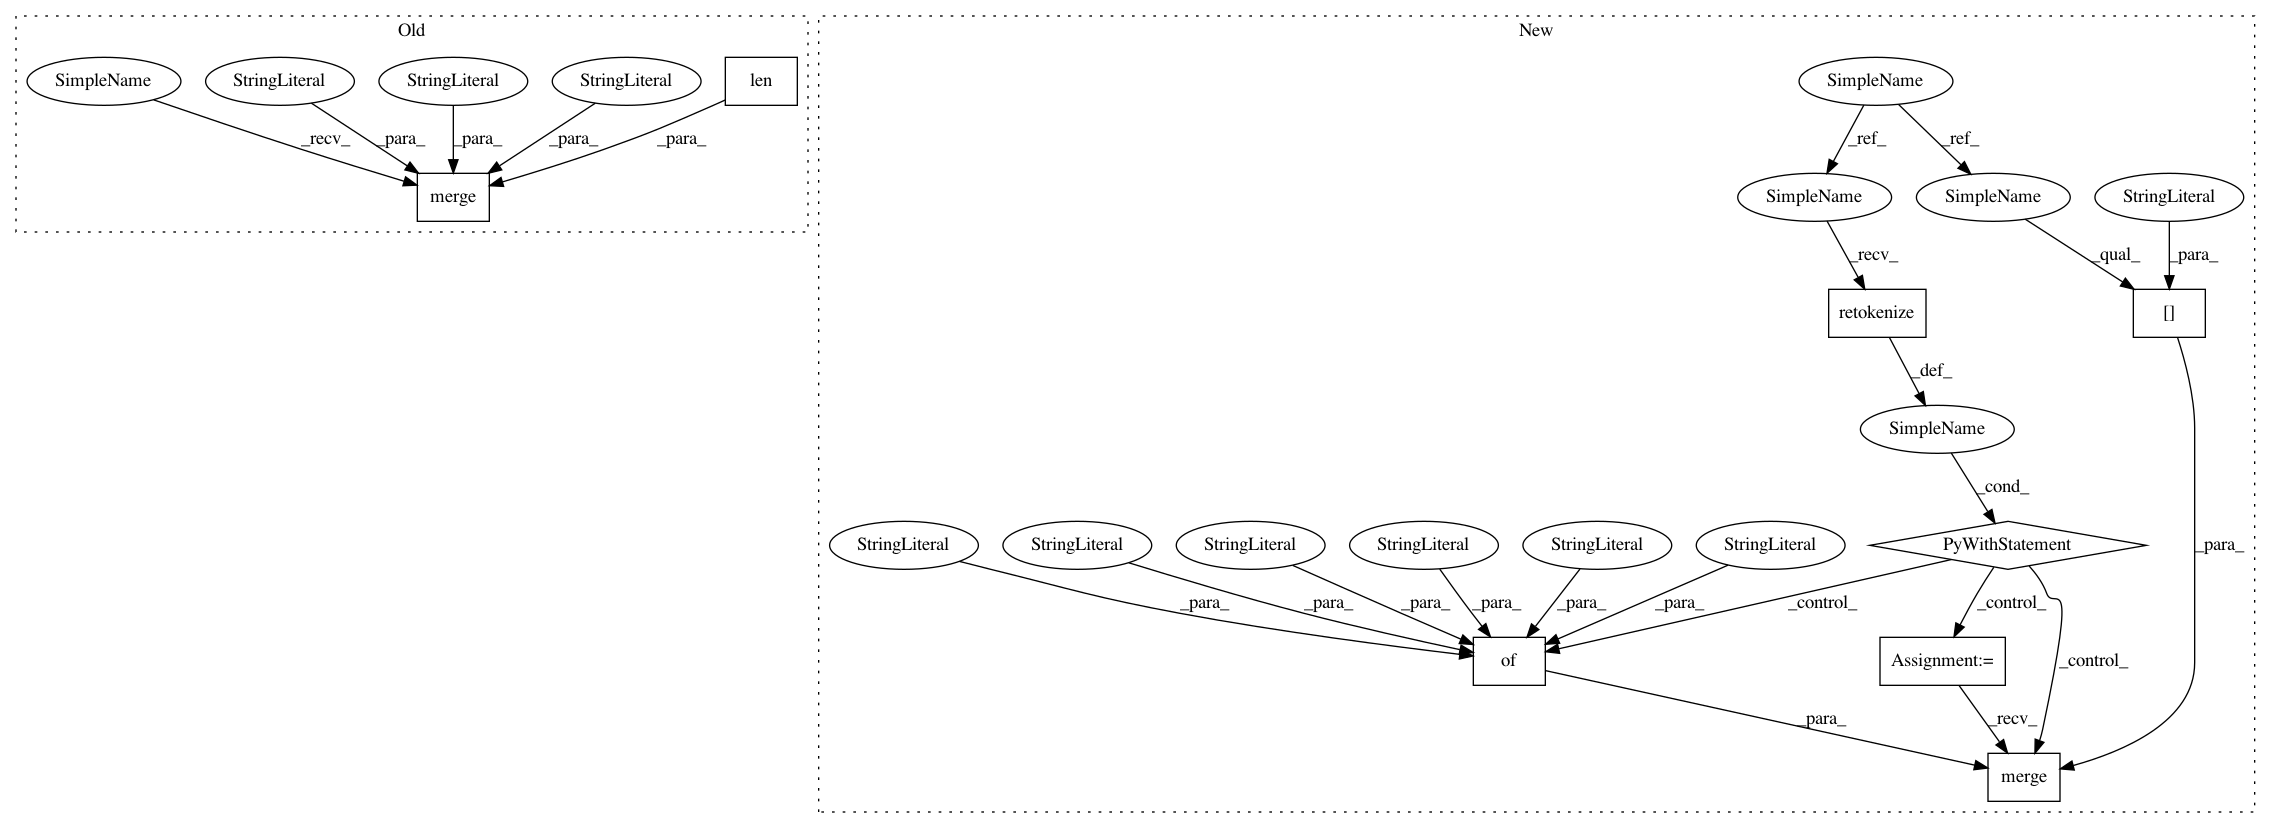 Old
New
SimpleName
StringLiteral
StringLiteral
StringLiteral
len
SimpleName
_recv_
_para_
_para_
_para_
_para_
_ref_
_ref_
merge
SimpleName
SimpleName
StringLiteral
_recv_
_qual_
_para_
retokenize
[]
_def_
SimpleName
_cond_
StringLiteral
StringLiteral
StringLiteral
StringLiteral
StringLiteral
StringLiteral
PyWithStatement
_para_
_para_
_para_
_para_
_para_
_para_
_para_
_control_
_control_
of
Assignment:=
_control_
_para_
_recv_
merge